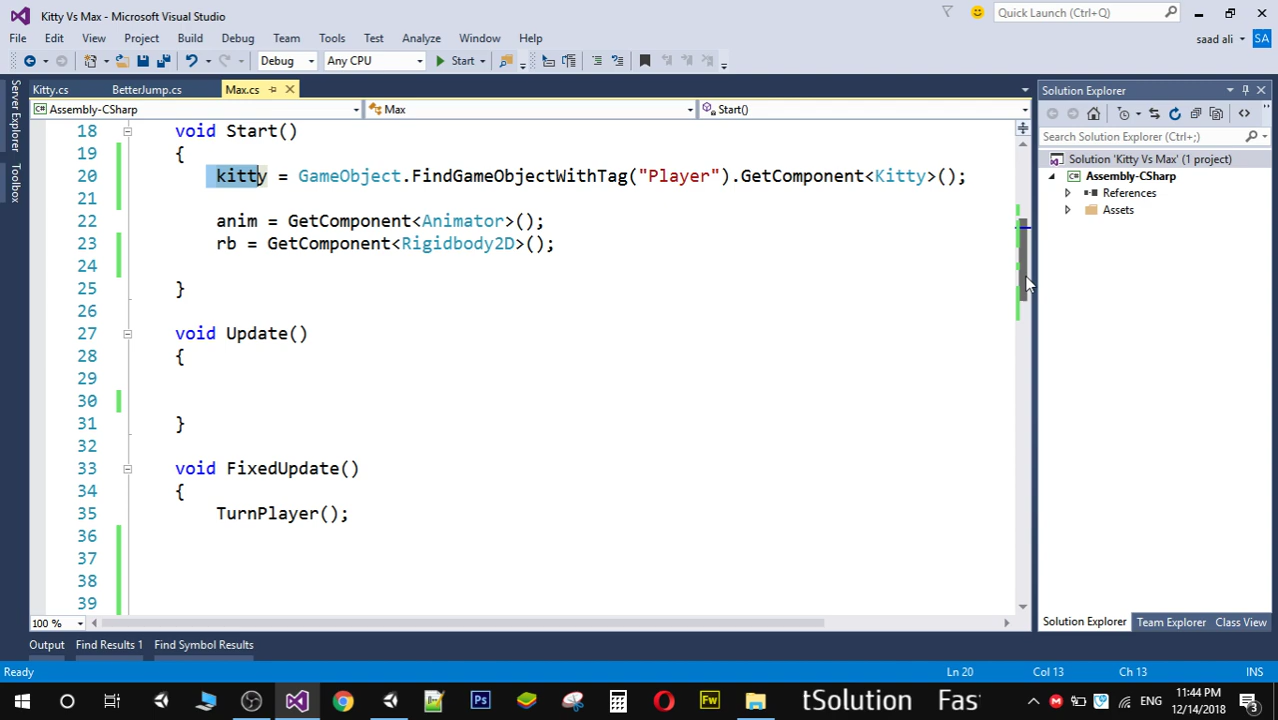 Kitty Vs Max - Microsoft Visual Studio
Quick Launch (Ctrl+Q)
File Edit View Project Build Debug Team Tools Test Analyze Window Help
saad ali SA
Debug Any CPU Start
Server Explorer
Toolbox
Kitty.cs BetterJump.cs Max.cs
Assembly-CSharp Max Start()
18 void Start()
19 {
20 kitty = GameObject.FindGameObjectWithTag("Player").GetComponent<Kitty>();
21
22 anim = GetComponent<Animator>();
23 rb = GetComponent<Rigidbody2D>();
24
25 }
26
27 void Update()
28 {
29
30
31 }
32
33 void FixedUpdate()
34 {
35 TurnPlayer();
36
37
38
39
100 %
Solution Explorer
Search Solution Explorer (Ctrl+;)
Solution 'Kitty Vs Max' (1 project)
Assembly-CSharp
References
Assets
Solution Explorer Team Explorer Class View
Output Find Results 1 Find Symbol Results
Ready Ln 20 Col 13 Ch 13 INS
Ps Fw tSolution Fas ENG 11:44 PM
12/14/2018 3